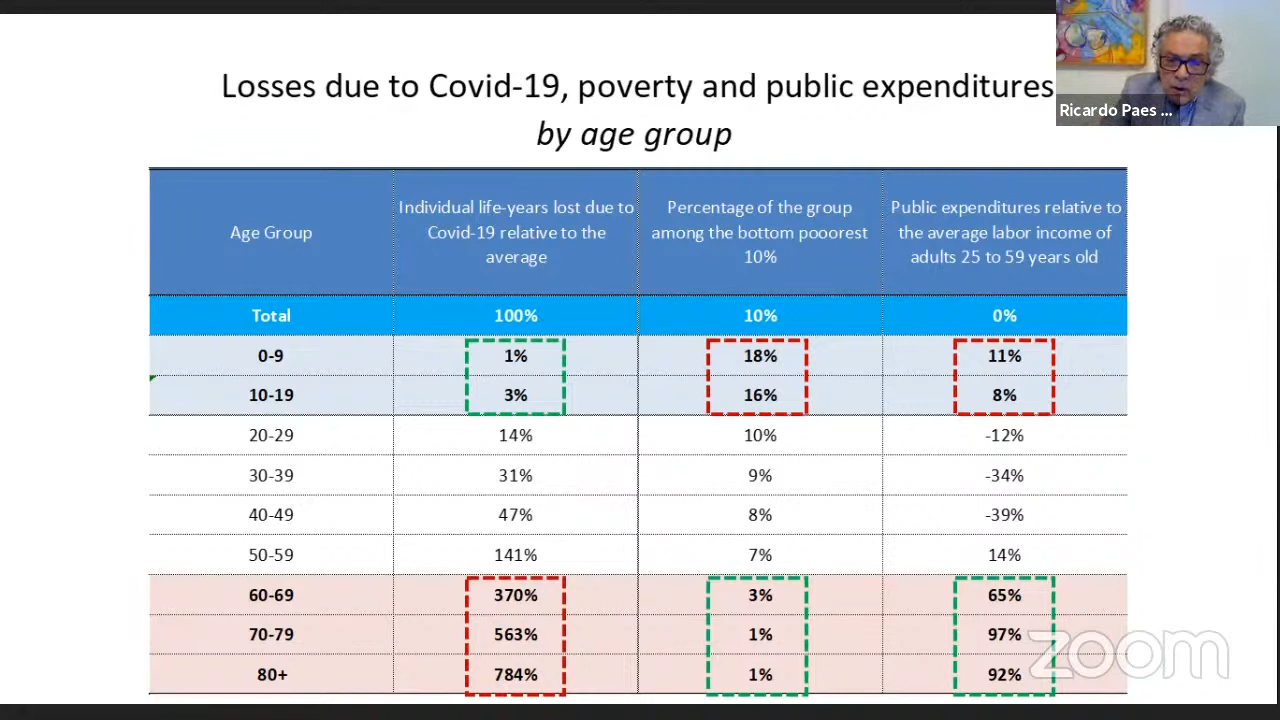 Losses due to Covid-19, poverty and public expenditures
by age group
Ricardo Paes ...
Age Group
Individual life-years lost due to
Covid-19 relative to the
average
Percentage of the group
among the bottom pooorest
10%
Public expenditures relative to
the average labor income of
adults 25 to 59 years old
Total 100% 10% 0%
0-9 1% 18% 11%
10-19 3% 16% 8%
20-29 14% 10% -12%
30-39 31% 9% -34%
40-49 47% 8% -39%
50-59 141% 7% 14%
60-69 370% 3% 65%
70-79 563% 1% 97%
80+ 784% 1% 92%
zoom